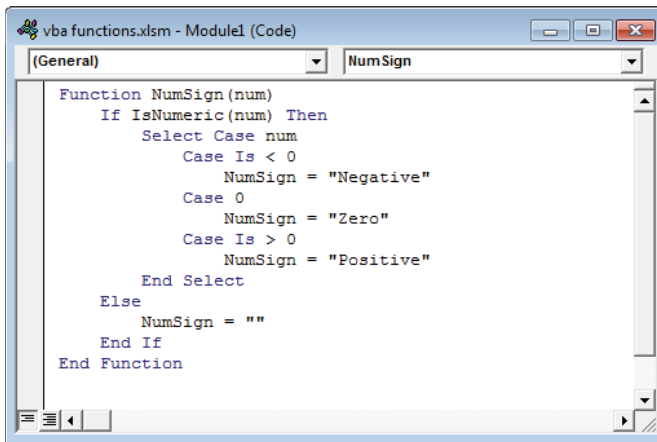 vba functions.xlsm - Module1 (Code)
(General) NumSign
Function NumSign(num)
    If IsNumeric(num) Then
        Select Case num
            Case Is < 0
                NumSign = "Negative"
            Case 0
                NumSign = "Zero"
            Case Is > 0
                NumSign = "Positive"
        End Select
    Else
        NumSign = ""
    End If
End Function